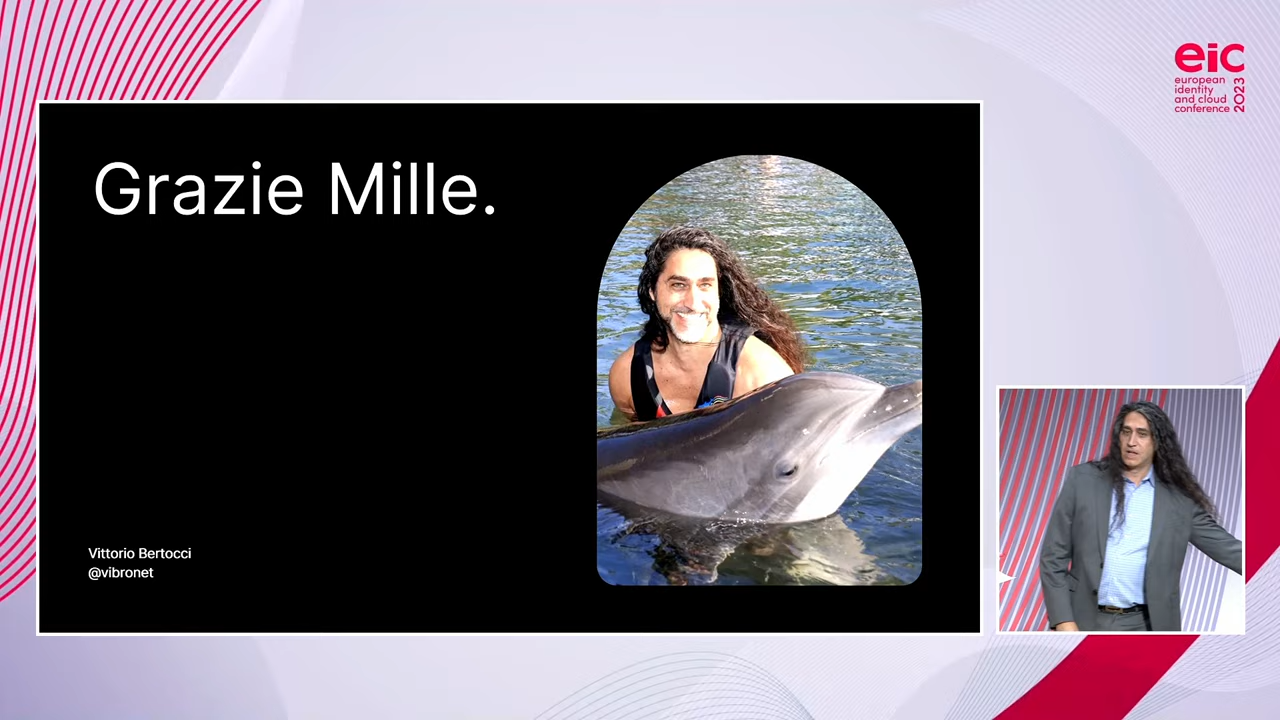 eic
european
identity
and cloud
conference
2023
Grazie Mille.
Vittorio Bertocci
@vibronet